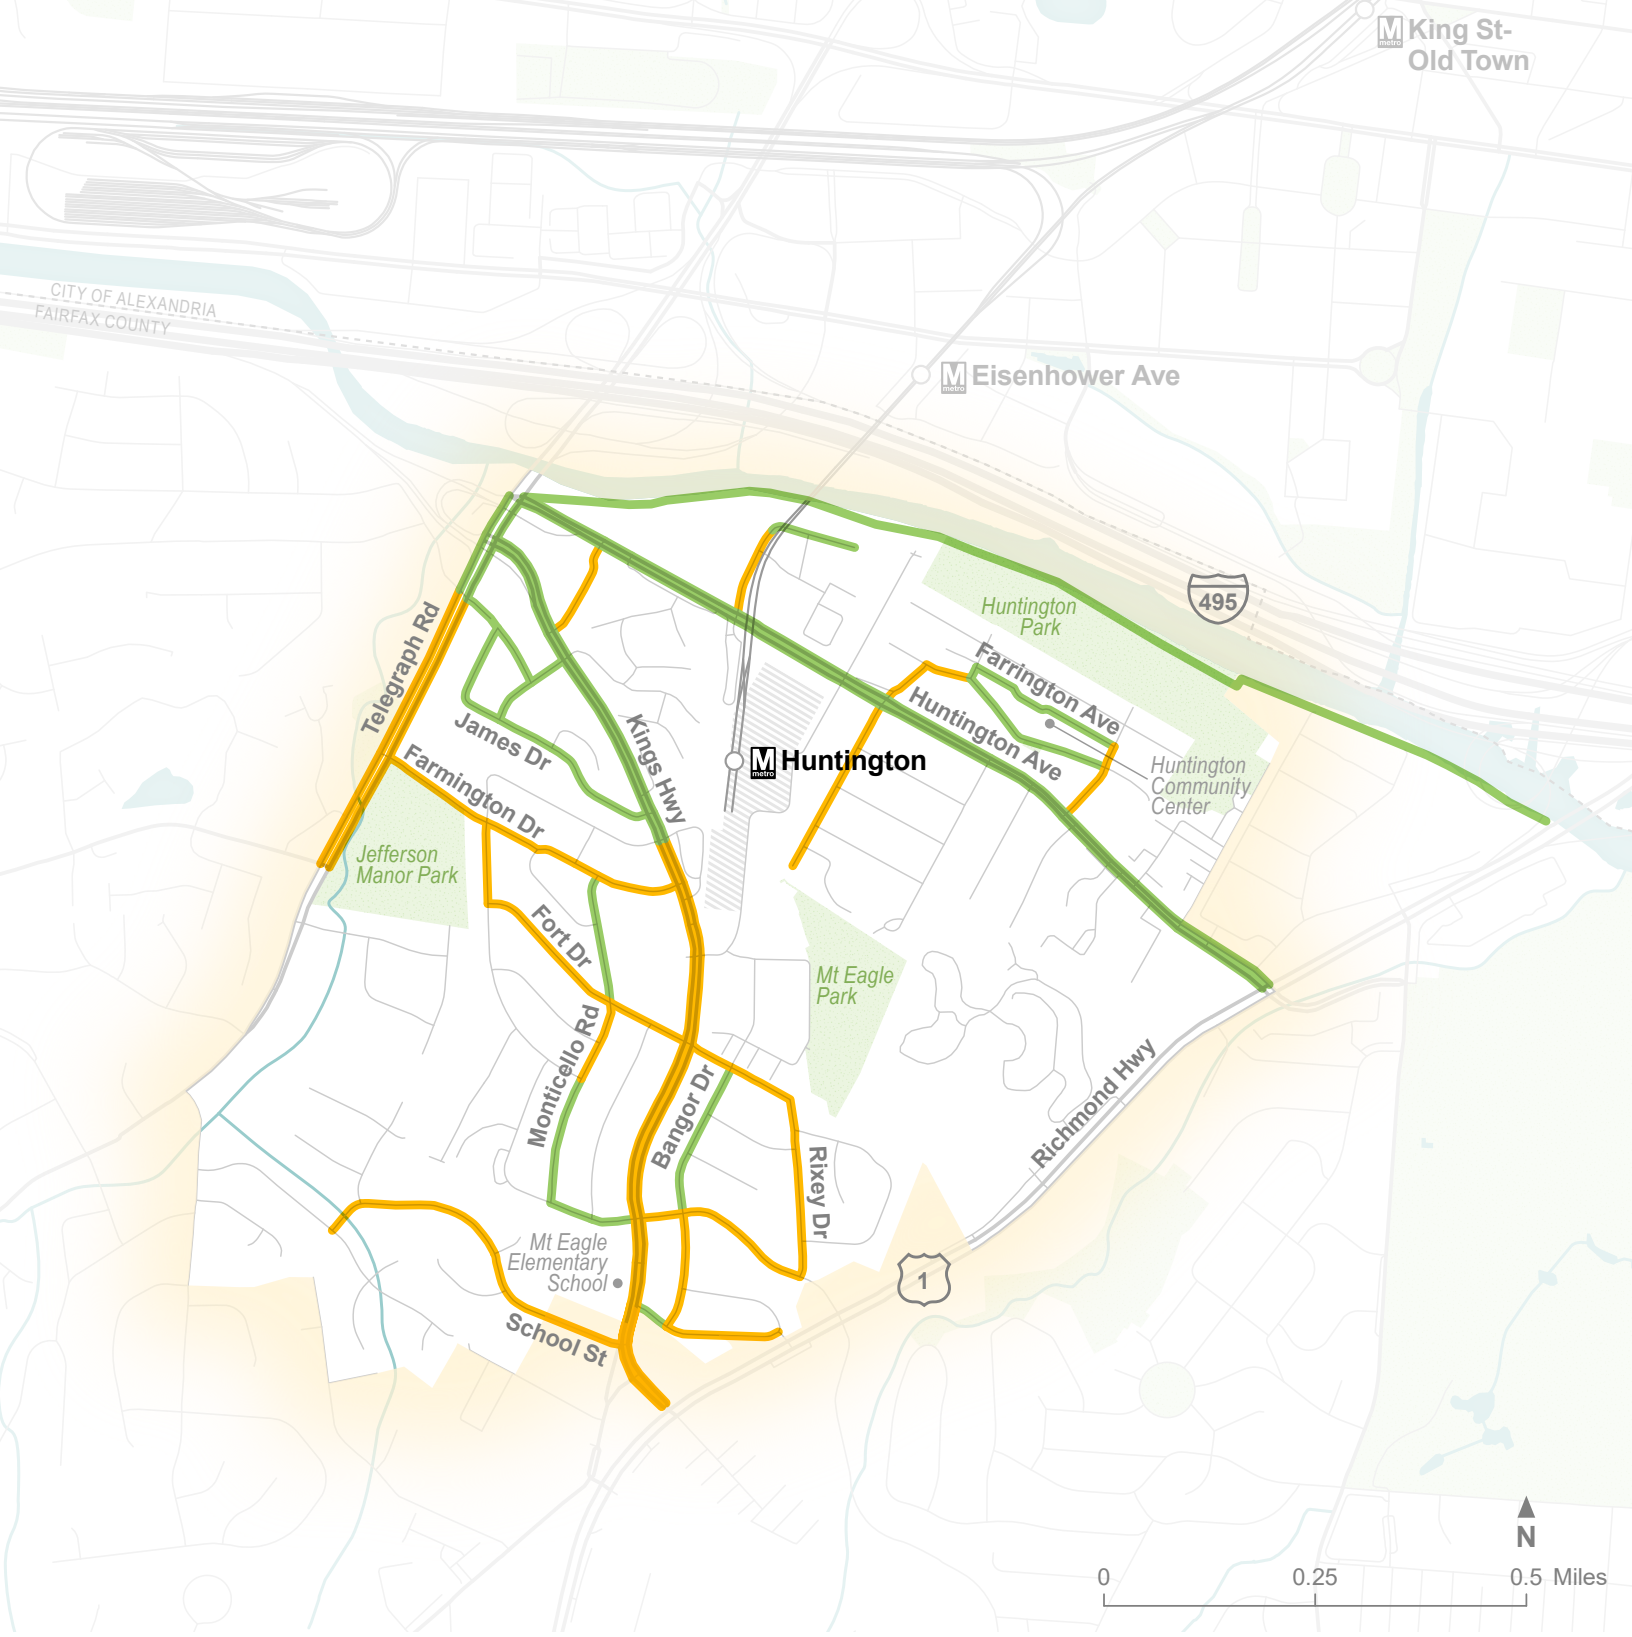 M
metro
King St-
Old Town
CITY OF ALEXANDRIA
FAIRFAX COUNTY
M
metro
Eisenhower Ave
495
Huntington
Park
Telegraph Rd
Farrington Ave
Huntington Ave
James Dr
Kings Hwy
M
metro
Huntington
Farmington Dr
Huntington
Community
Center
Jefferson
Manor Park
Fort Dr
Mt Eagle
Park
Monticello Rd
Bangor Dr
Richmond Hwy
Rixey Dr
Mt Eagle
Elementary
School
1
School St
N
0
0.25
0.5 Miles